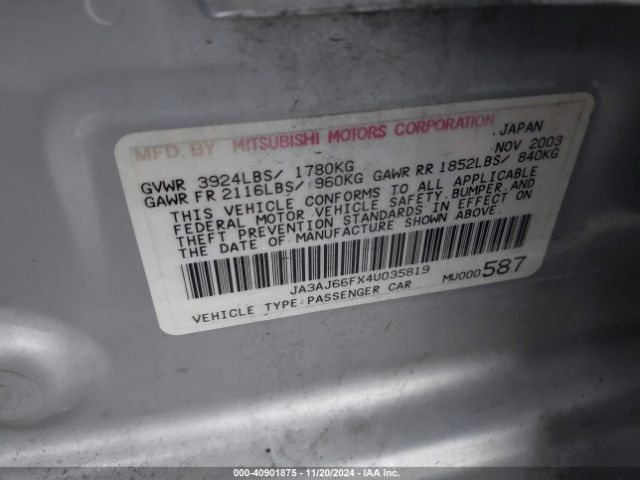 MFD. BY MITSUBISHI MOTORS CORPORATION JAPAN
NOV 2003
GVWR 3924LBS/ 1780KG
GAWR FR 2116LBS/ 960KG GAWR RR 1852LBS/ 840KG
THIS VEHICLE CONFORMS TO ALL APPLICABLE
FEDERAL MOTOR VEHICLE SAFETY,BUMPER,AND
THEFT PREVENTION STANDARDS IN EFFECT ON
THE DATE OF MANUFACTURE SHOWN ABOVE.
JA3AJ66FX4U035819
VEHICLE TYPE:PASSENGER CAR MU000587
000-40901875 - 11/20/2024 - IAAI.COM